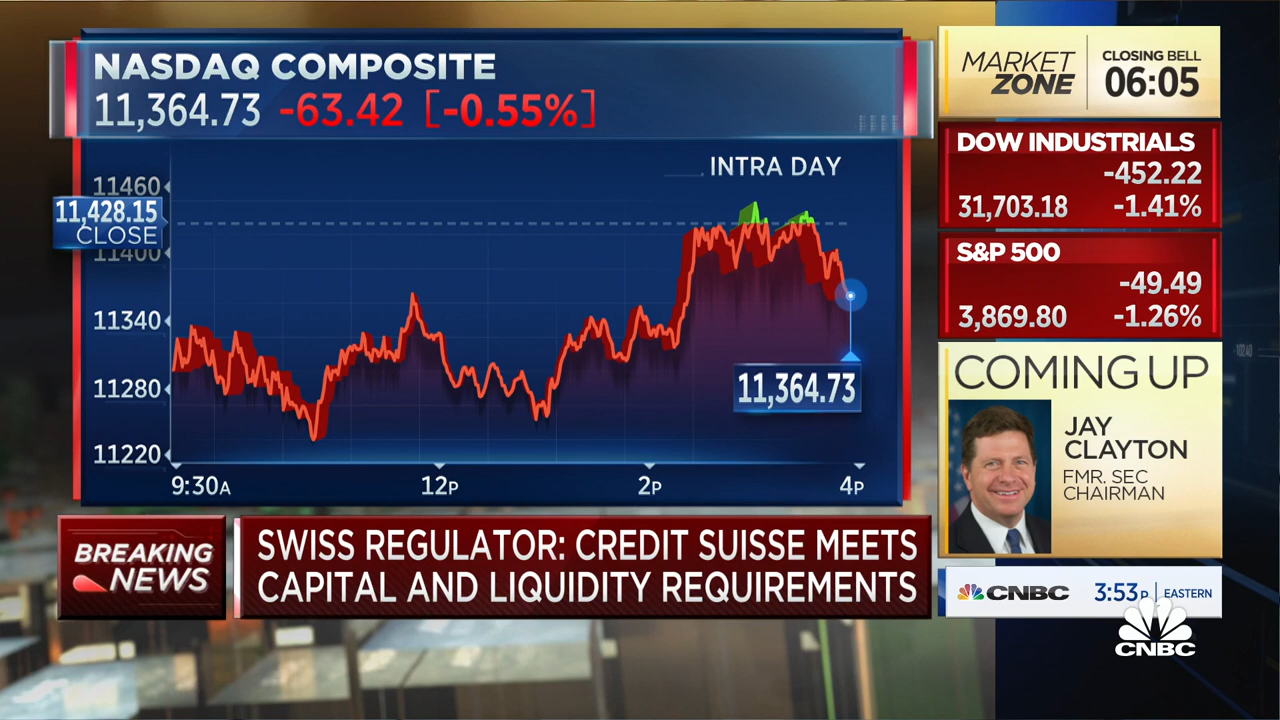 NASDAQ COMPOSITE
11,364.73 -63.42 [-0.55%]
INTRA DAY
11460
11,428.15
CLOSE
11400
11340
11280
11220
11,364.73
9:30A 12P 2P 4P
BREAKING
NEWS
SWISS REGULATOR: CREDIT SUISSE MEETS
CAPITAL AND LIQUIDITY REQUIREMENTS
MARKET
ZONE
CLOSING BELL
06:05
DOW INDUSTRIALS
-452.22
31,703.18 -1.41%
S&P 500
-49.49
3,869.80 -1.26%
COMING UP
JAY
CLAYTON
FMR. SEC
CHAIRMAN
CNBC 3:53P EASTERN
CNBC